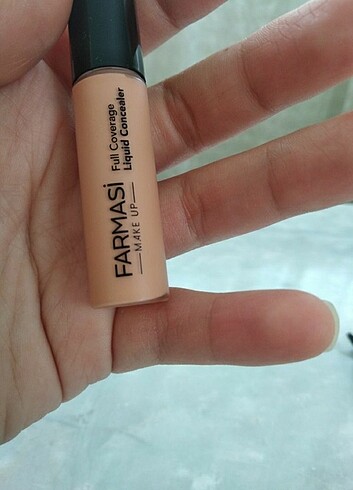 FARMASi
MAKE UP
Full Coverage
Liquid Concealer